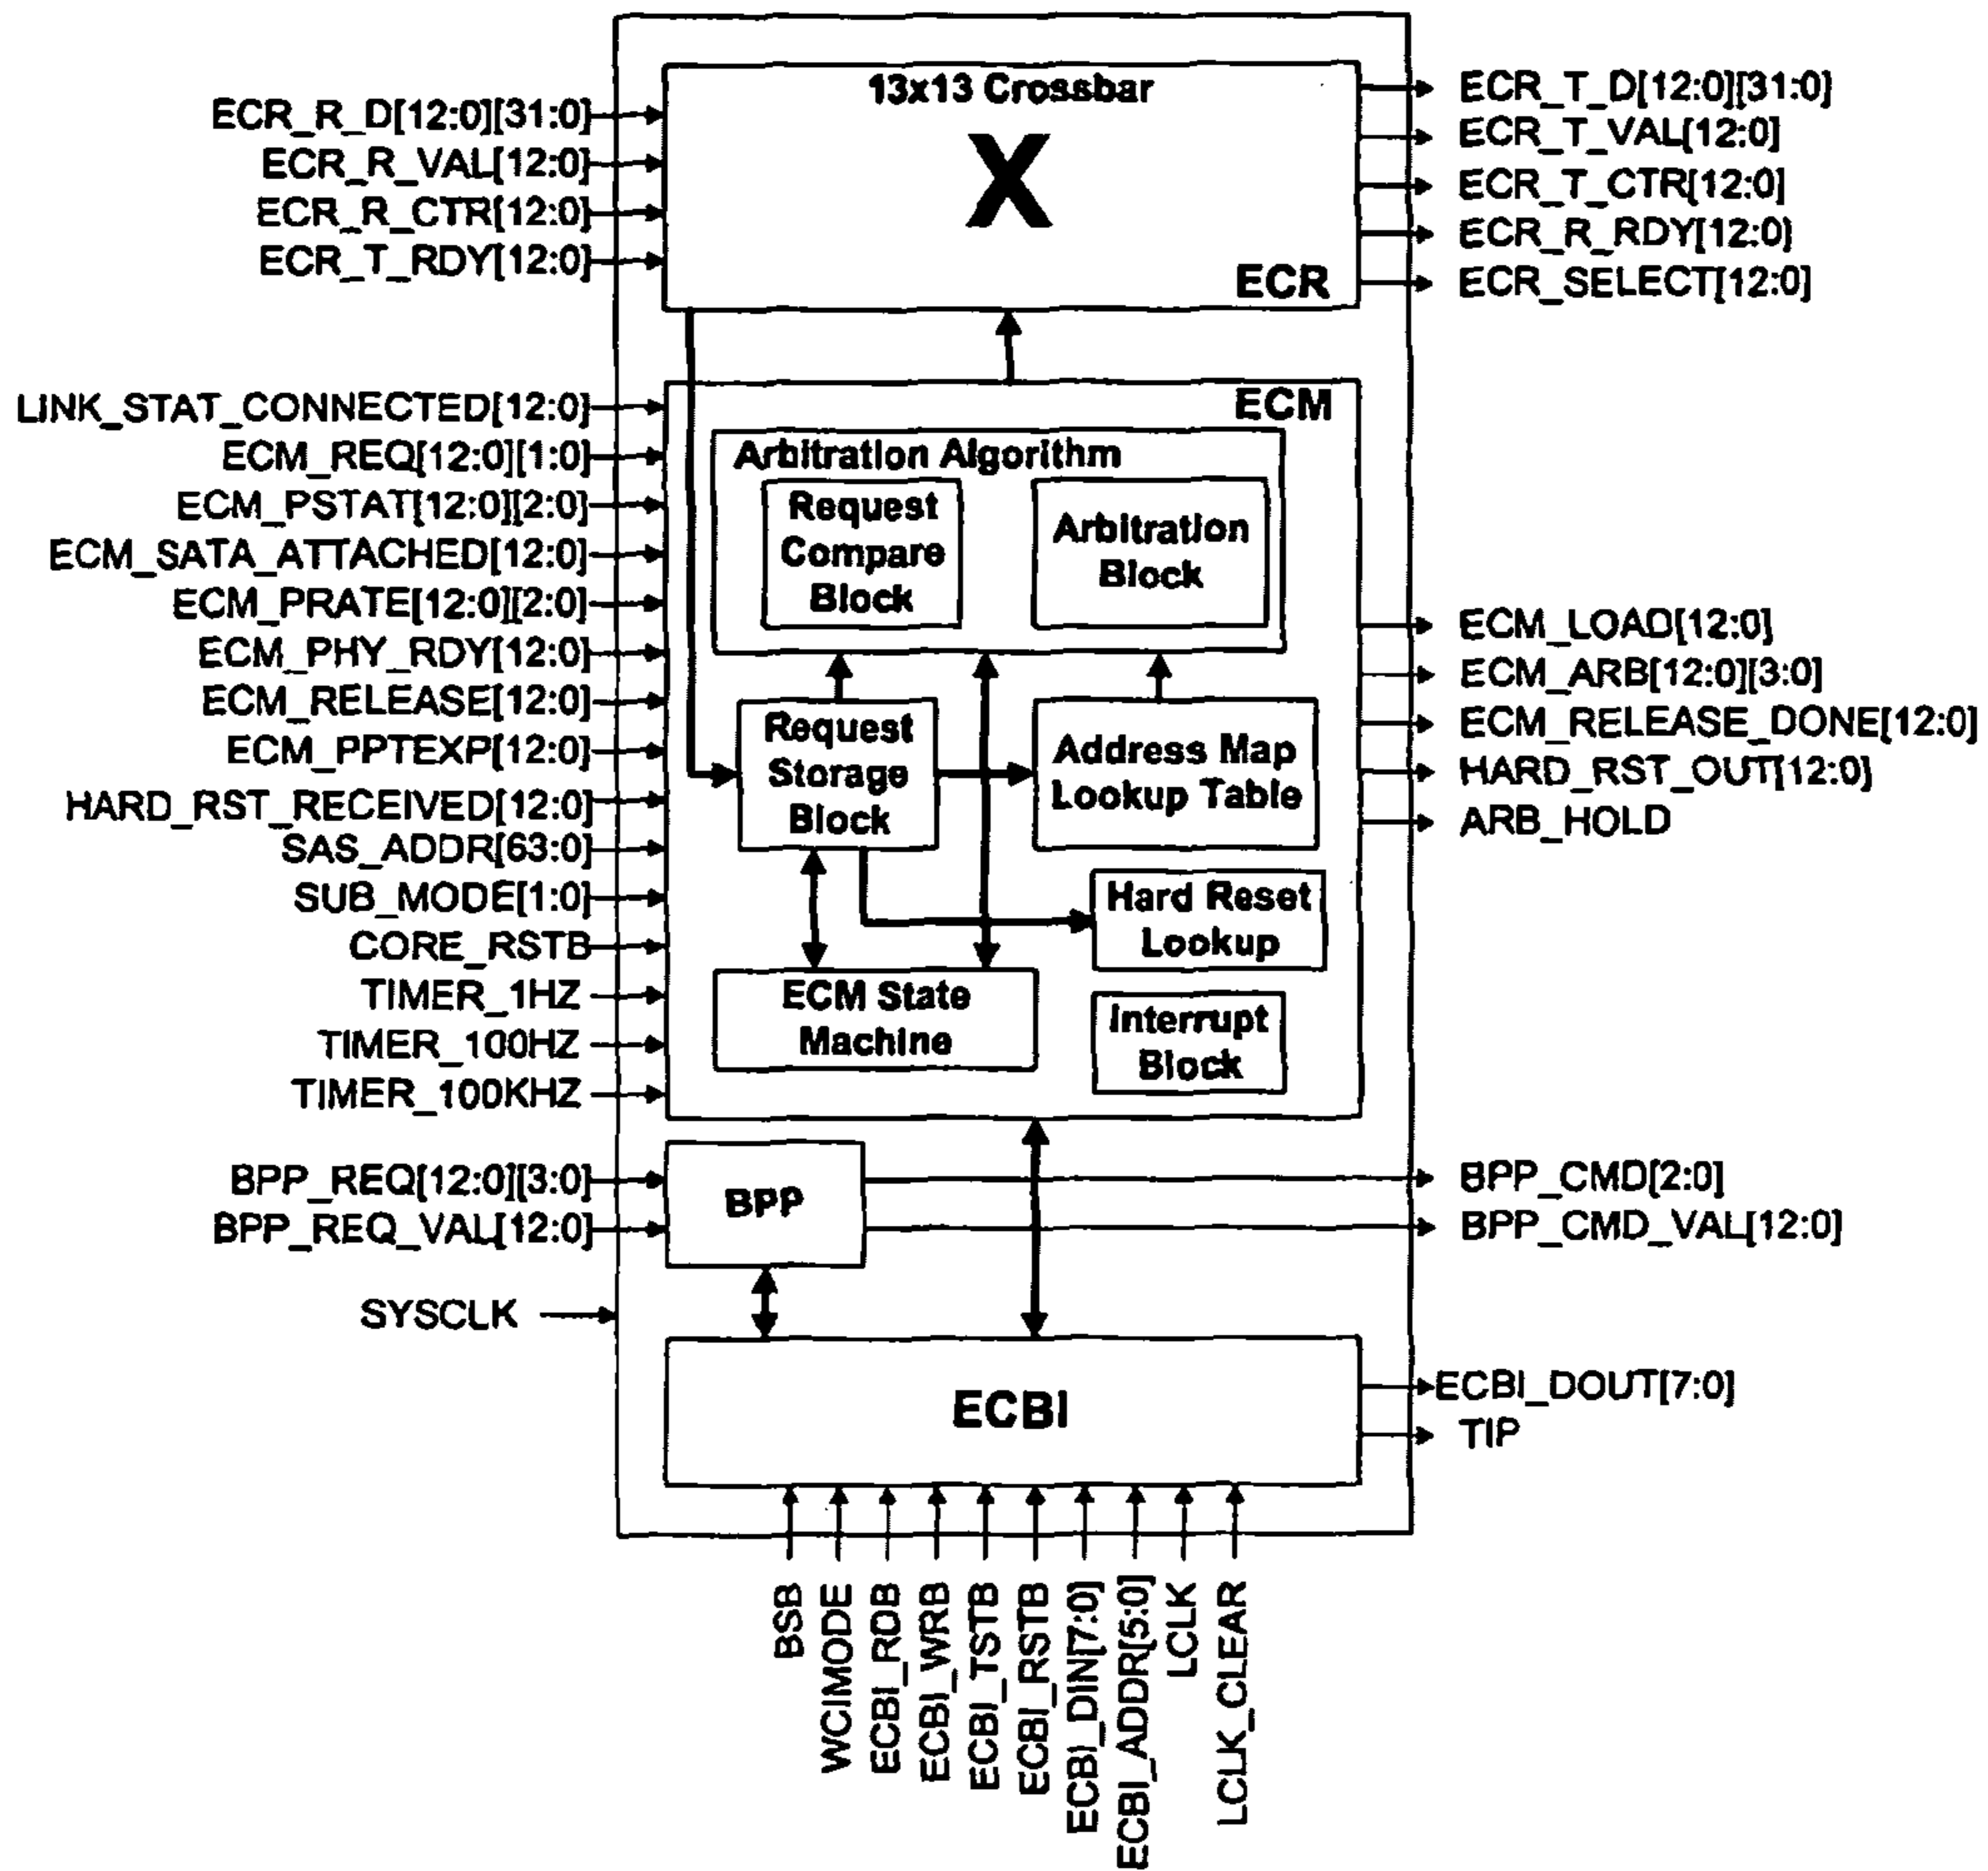 13x13 Crossbar
X
ECR
ECR_R_D[12:0][31:0]
ECR_R_VAL[12:0]
ECR_R_CTR[12:0]
ECR_T_RDY[12:0]
ECR_T_D[12:0][31:0]
ECR_T_VAL[12:0]
ECR_T_CTR[12:0]
ECR_R_RDY[12:0]
ECR_SELECT[12:0]
LINK_STAT_CONNECTED[12:0]
ECM_REQ[12:0][1:0]
ECM_PSTAT[12:0][2:0]
ECM_SATA_ATTACHED[12:0]
ECM_PRATE[12:0][2:0]
ECM_PHY_RDY[12:0]
ECM_RELEASE[12:0]
ECM_PPTEXP[12:0]
HARD_RST_RECEIVED[12:0]
SAS_ADDR[63:0]
SUB_MODE[1:0]
CORE_RSTB
TIMER_1HZ
TIMER_100HZ
TIMER_100KHZ
ECM
Arbitration Algorithm
Request
Compare
Block
Arbitration
Block
Request
Storage
Block
Address Map
Lookup Table
Hard Reset
Lookup
ECM State
Machine
Interrupt
Block
ECM_LOAD[12:0]
ECM_ARB[12:0][3:0]
ECM_RELEASE_DONE[12:0]
HARD_RST_OUT[12:0]
ARB_HOLD
BPP_REQ[12:0][3:0]
BPP_REQ_VAL[12:0]
BPP
BPP_CMD[2:0]
BPP_CMD_VAL[12:0]
SYSCLK
ECBI
ECBI_DOUT[7:0]
TIP
BSB
WCIMODE
ECBI_RDB
ECBI_WRB
ECBI_TSTB
ECBI_RSTB
ECBI_DIN[7:0]
ECBI_ADDR[5:0]
LCLK
LCLK_CLEAR